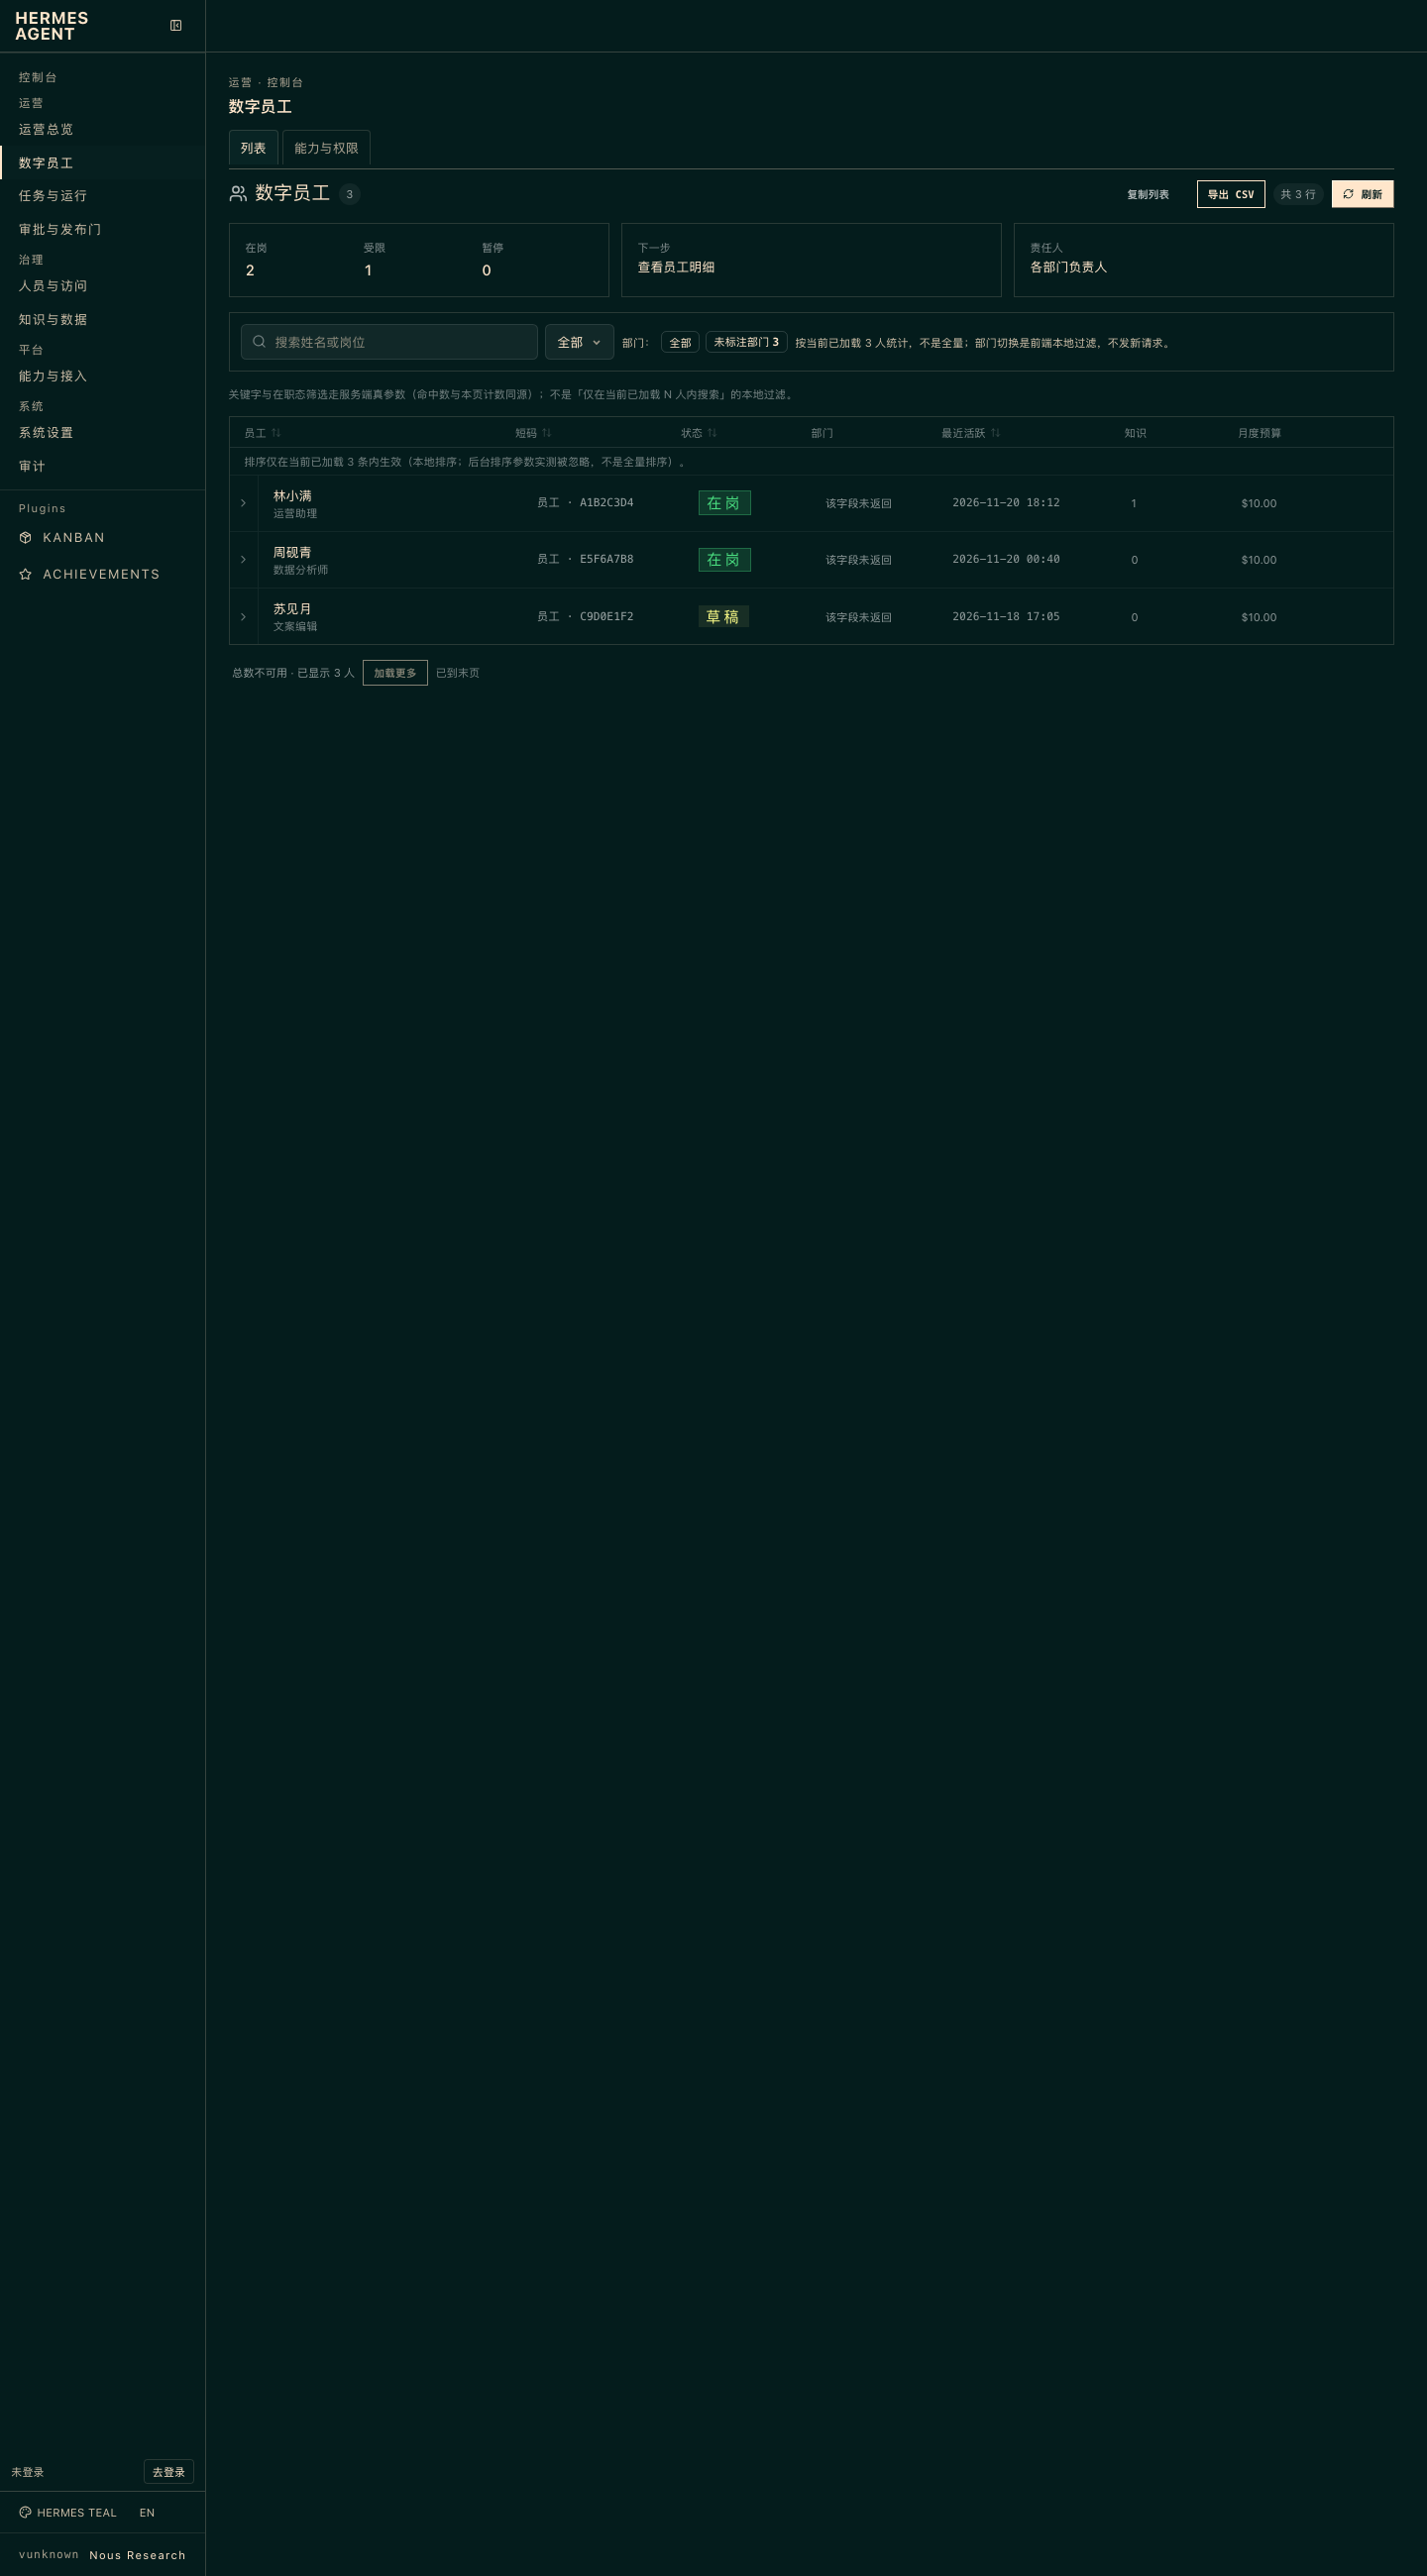 HERMES
AGENT
控制台
运营
运营总览
数字员工
任务与运行
审批与发布门
治理
人员与访问
知识与数据
平台
能力与接入
系统
系统设置
审计
Plugins
KANBAN
ACHIEVEMENTS
未登录 去登录
HERMES TEAL EN
vunknown Nous Research
运营 · 控制台
数字员工
列表 能力与权限
数字员工 3 复制列表 导出 CSV 共 3 行 刷新
在岗 受限 暂停
2 1 0
下一步
查看员工明细
责任人
各部门负责人
搜索姓名或岗位 全部 部门: 全部 未标注部门 3 按当前已加载 3 人统计，不是全量；部门切换是前端本地过滤，不发新请求。
关键字与在职态筛选走服务端真参数（命中数与本页计数同源）；不是「仅在当前已加载 N 人内搜索」的本地过滤。
员工 短码 状态 部门 最近活跃 知识 月度预算
排序仅在当前已加载 3 条内生效（本地排序；后台排序参数实测被忽略，不是全量排序）。
林小满 员工 · A1B2C3D4 在岗 该字段未返回 2026-11-20 18:12 1 $10.00
运营助理
周砚青 员工 · E5F6A7B8 在岗 该字段未返回 2026-11-20 00:40 0 $10.00
数据分析师
苏见月 员工 · C9D0E1F2 草稿 该字段未返回 2026-11-18 17:05 0 $10.00
文案编辑
总数不可用 · 已显示 3 人 加载更多 已到末页